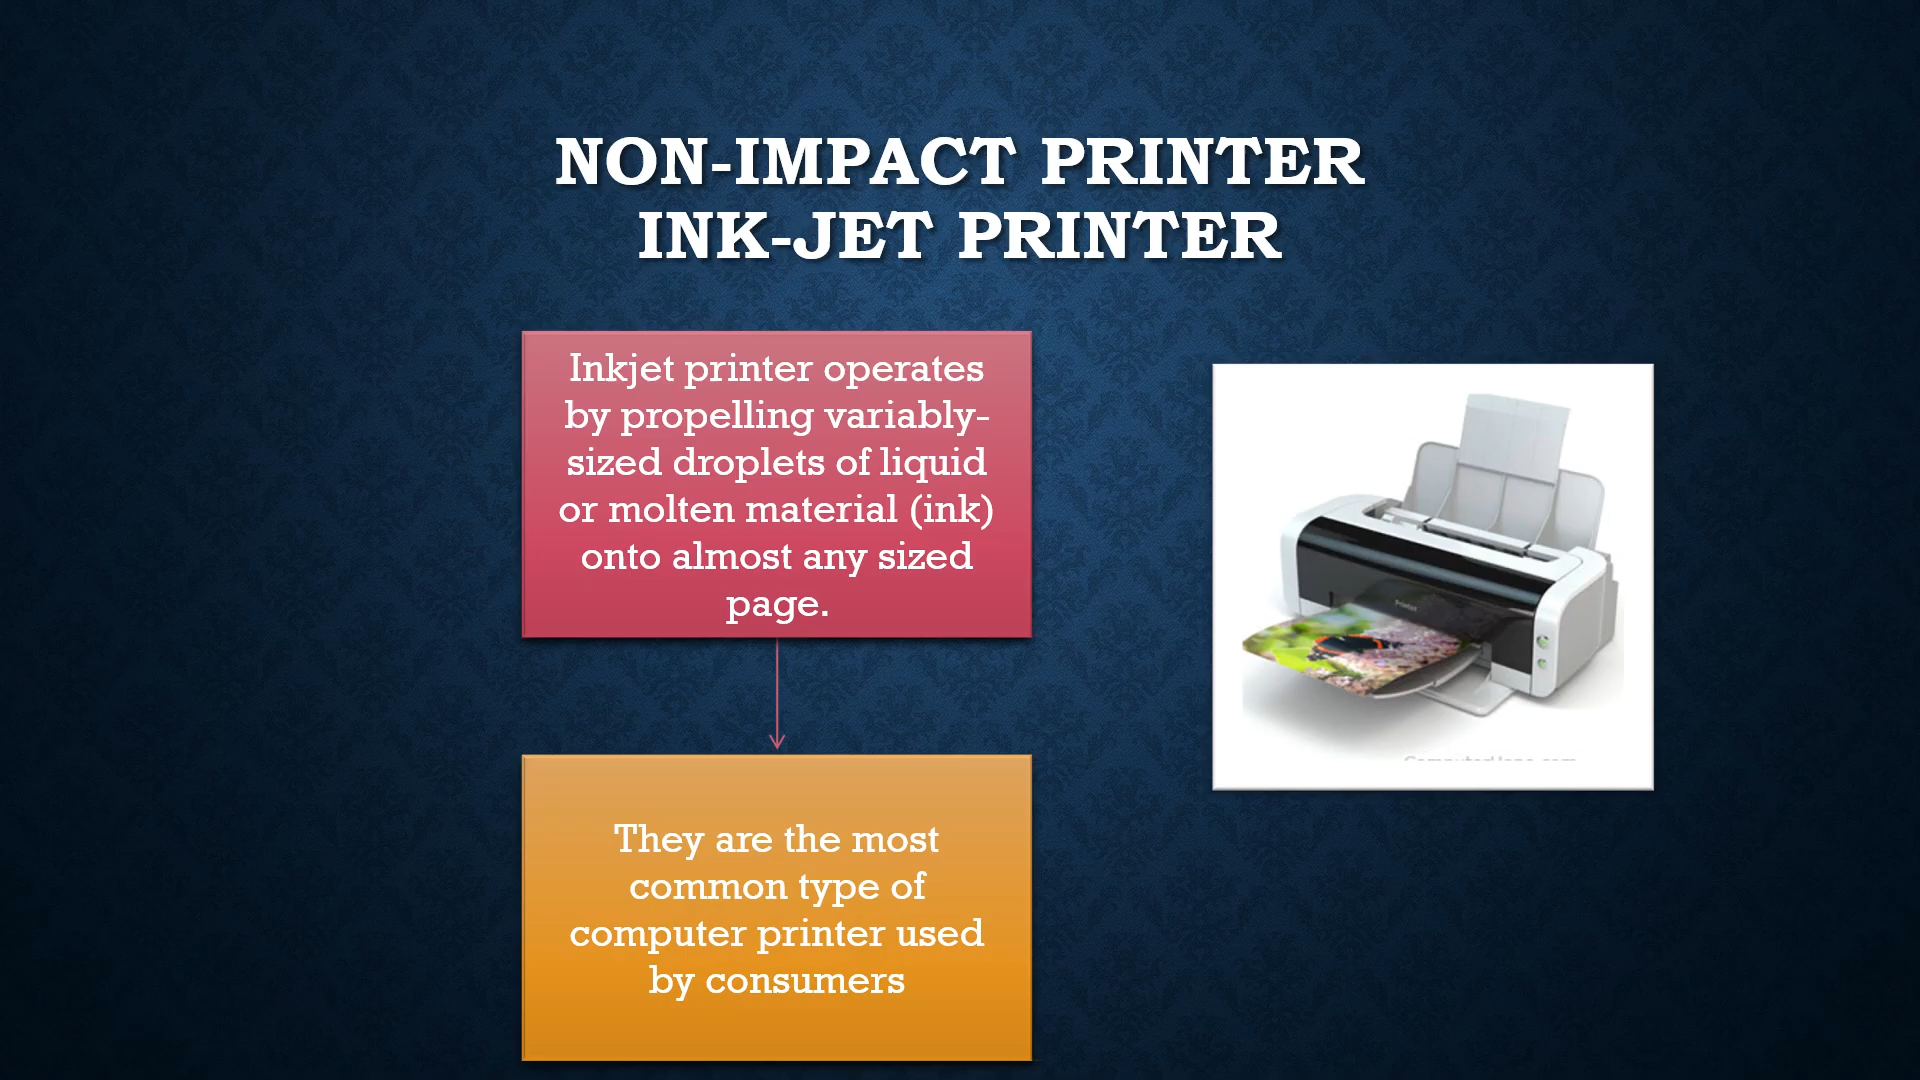 NON-IMPACT PRINTER
INK-JET PRINTER
Inkjet printer operates
by propelling variably-
sized droplets of liquid
or molten material (ink)
onto almost any sized
page.
They are the most
common type of
computer printer used
by consumers
Printer